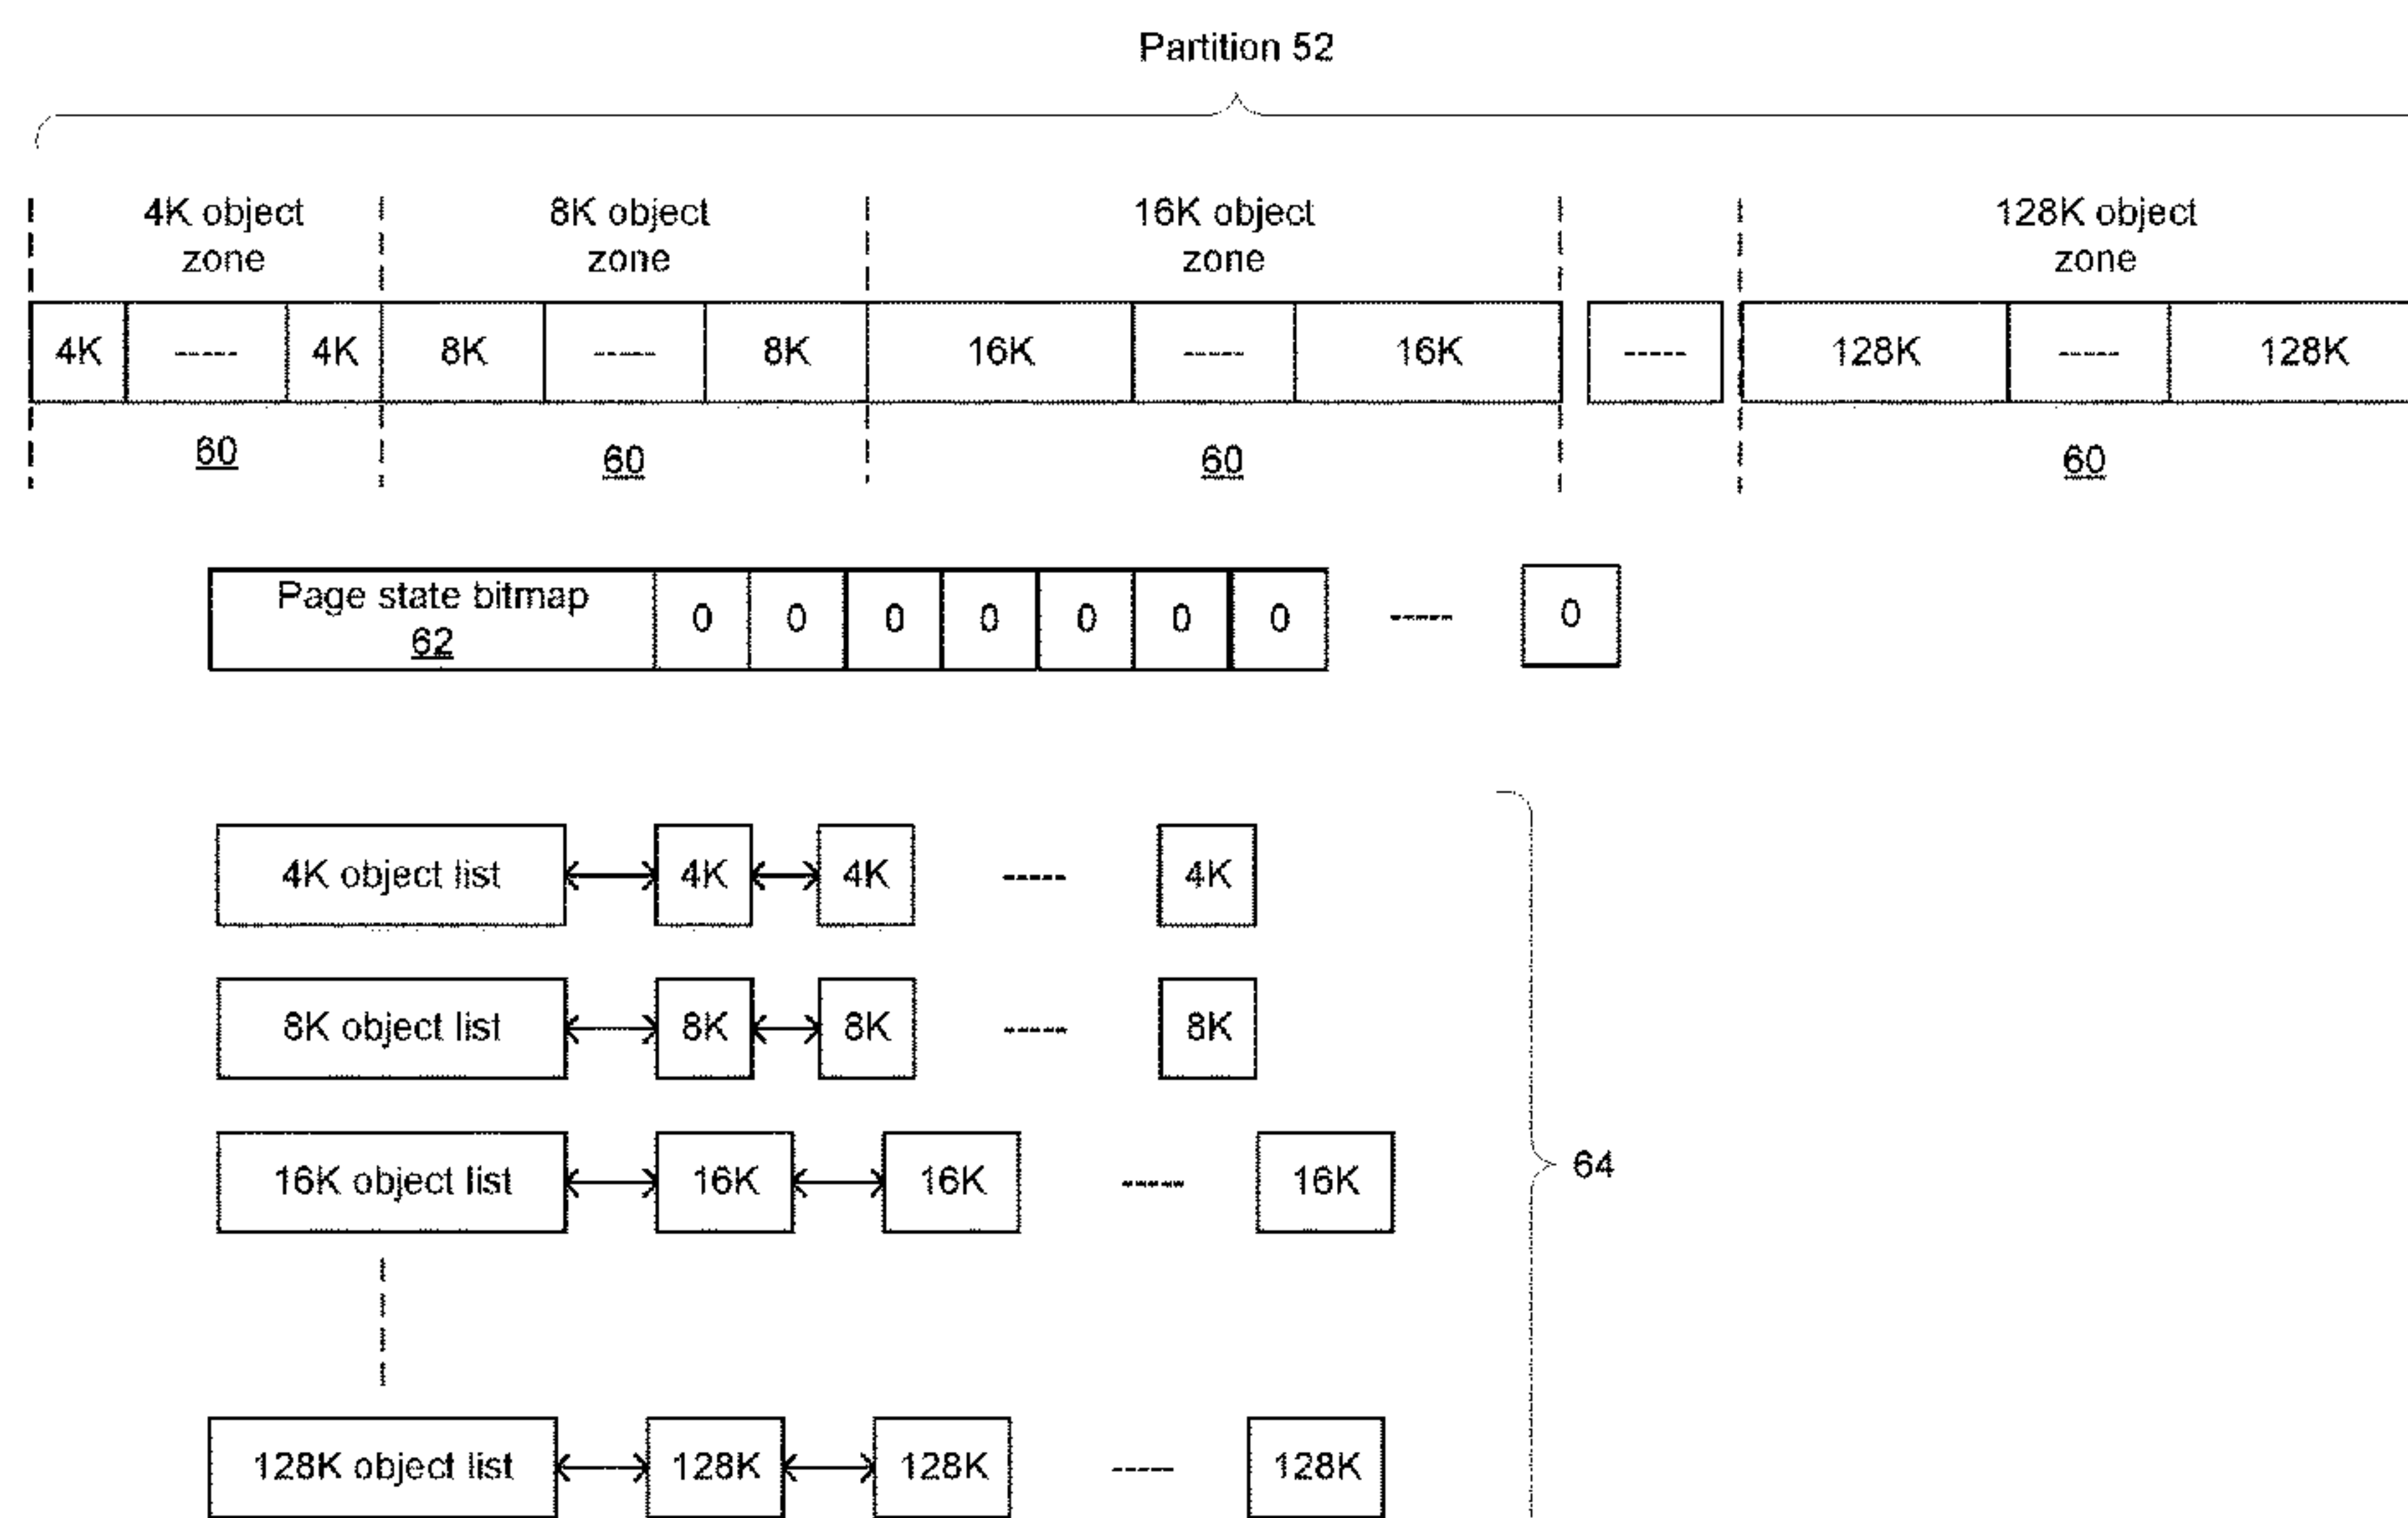 Partition 52
4K object
zone
8K object
zone
16K object
zone
128K object
zone
4K ----- 4K 8K ----- 8K 16K ----- 16K ----- 128K ----- 128K
60 60 60 60
Page state bitmap
62
0 0 0 0 0 0 0 ----- 0
4K object list 4K 4K ----- 4K
8K object list 8K 8K ----- 8K
16K object list 16K 16K ----- 16K
64
128K object list 128K 128K ----- 128K